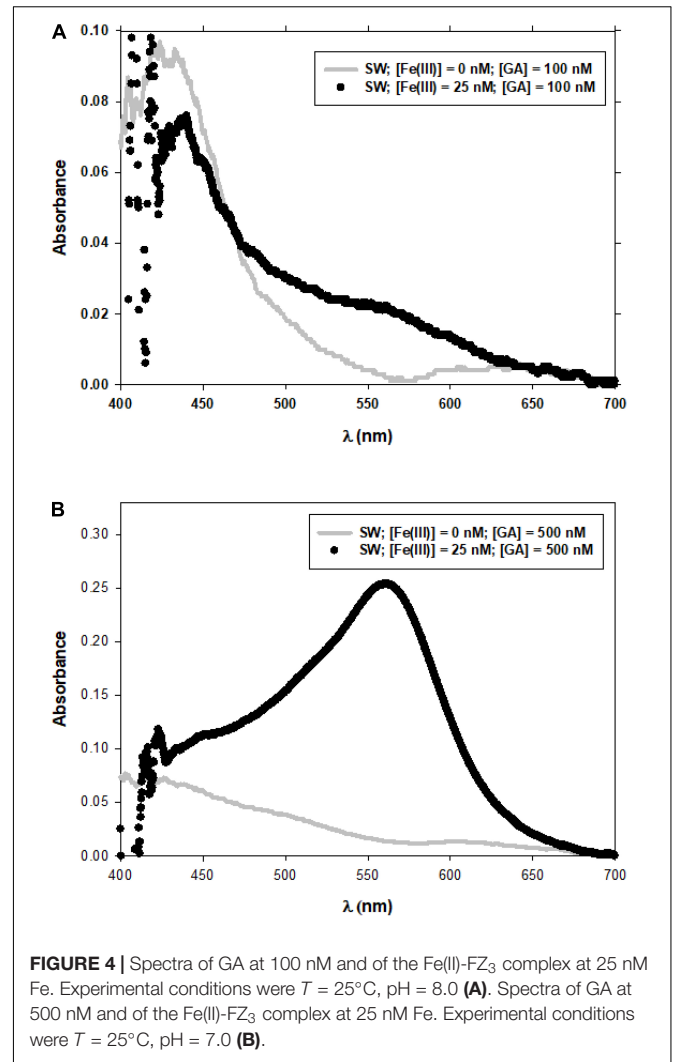 A
0.10
0.08
0.06
0.04
0.02
0.00
Absorbance
SW; [Fe(III)] = 0 nM; [GA] = 100 nM
SW; [Fe(III) = 25 nM; [GA] = 100 nM
400 450 500 550 600 650 700
λ (nm)
B
0.30
0.25
0.20
0.15
0.10
0.05
0.00
Absorbance
SW; [Fe(III)] = 0 nM; [GA] = 500 nM
SW; [Fe(III)] = 25 nM; [GA] = 500 nM
400 450 500 550 600 650 700
λ (nm)
FIGURE 4 | Spectra of GA at 100 nM and of the Fe(II)-FZ₃ complex at 25 nM
Fe. Experimental conditions were T = 25°C, pH = 8.0 (A). Spectra of GA at
500 nM and of the Fe(II)-FZ₃ complex at 25 nM Fe. Experimental conditions
were T = 25°C, pH = 7.0 (B).